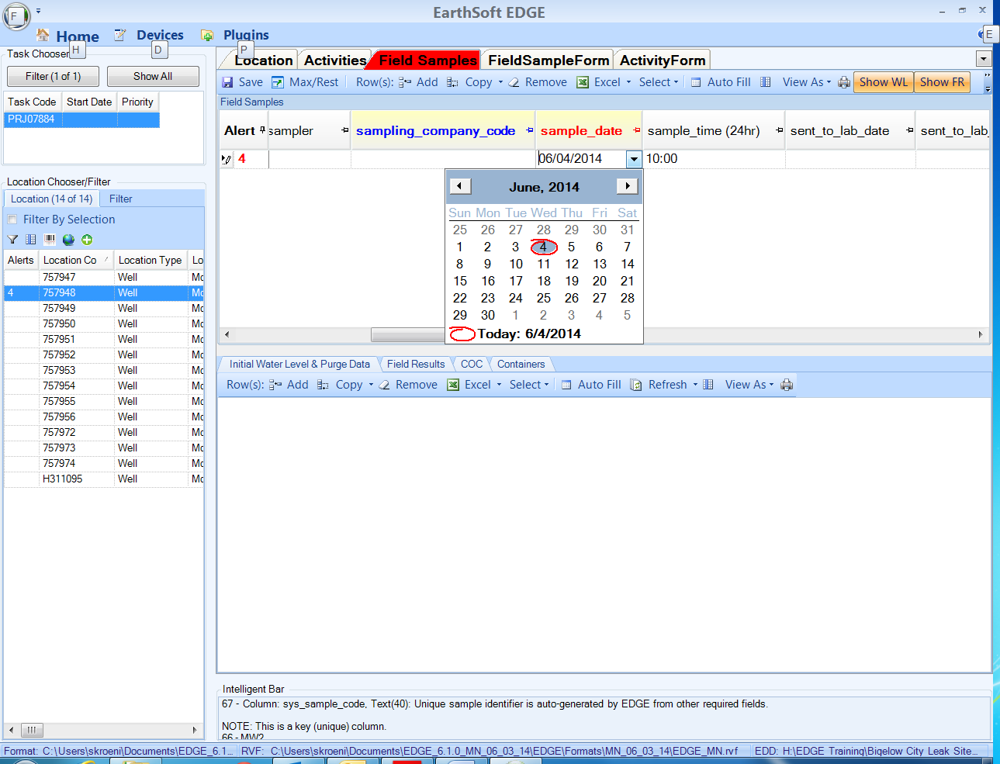 F
EarthSoft EDGE
Home Devices Plugins
E
H D P
Task Chooser
Filter (1 of 1) Show All
Task Code Start Date Priority
PRJ07884
Location Activities Field Samples FieldSampleForm ActivityForm
Save Max/Rest Row(s): Add Copy Remove Excel Select Auto Fill View As Show WL Show FR
Field Samples
Alert sampler sampling_company_code sample_date sample_time (24hr) sent_to_lab_date sent_to_lab_
4 06/04/2014 10:00
June, 2014
Sun Mon Tue Wed Thu Fri Sat
25 26 27 28 29 30 31
1 2 3 4 5 6 7
8 9 10 11 12 13 14
15 16 17 18 19 20 21
22 23 24 25 26 27 28
29 30 1 2 3 4 5
Today: 6/4/2014
Location Chooser/Filter
Location (14 of 14) Filter
Filter By Selection
Alerts Location Co Location Type Lo
757947 Well Mo
4 757948 Well Mo
757949 Well Mo
757950 Well Mo
757951 Well Mo
757952 Well Mo
757953 Well Mo
757954 Well Mo
757955 Well Mo
757956 Well Mo
757972 Well Mo
757973 Well Mo
757974 Well Mo
H311095 Well Mo
Initial Water Level & Purge Data Field Results COC Containers
Row(s): Add Copy Remove Excel Select Auto Fill Refresh View As
Intelligent Bar
67 - Column: sys_sample_code, Text(40): Unique sample identifier is auto-generated by EDGE from other required fields.
NOTE: This is a key (unique) column.
66 - MW2
Format: C:\Users\skroeni\Documents\EDGE_6.1... RVF: C:\Users\skroeni\Documents\EDGE_6.1.0_MN_06_03_14\EDGE\Formats\MN_06_03_14\EDGE_MN.rvf EDD: H:\EDGE Training\Bigelow City Leak Site...